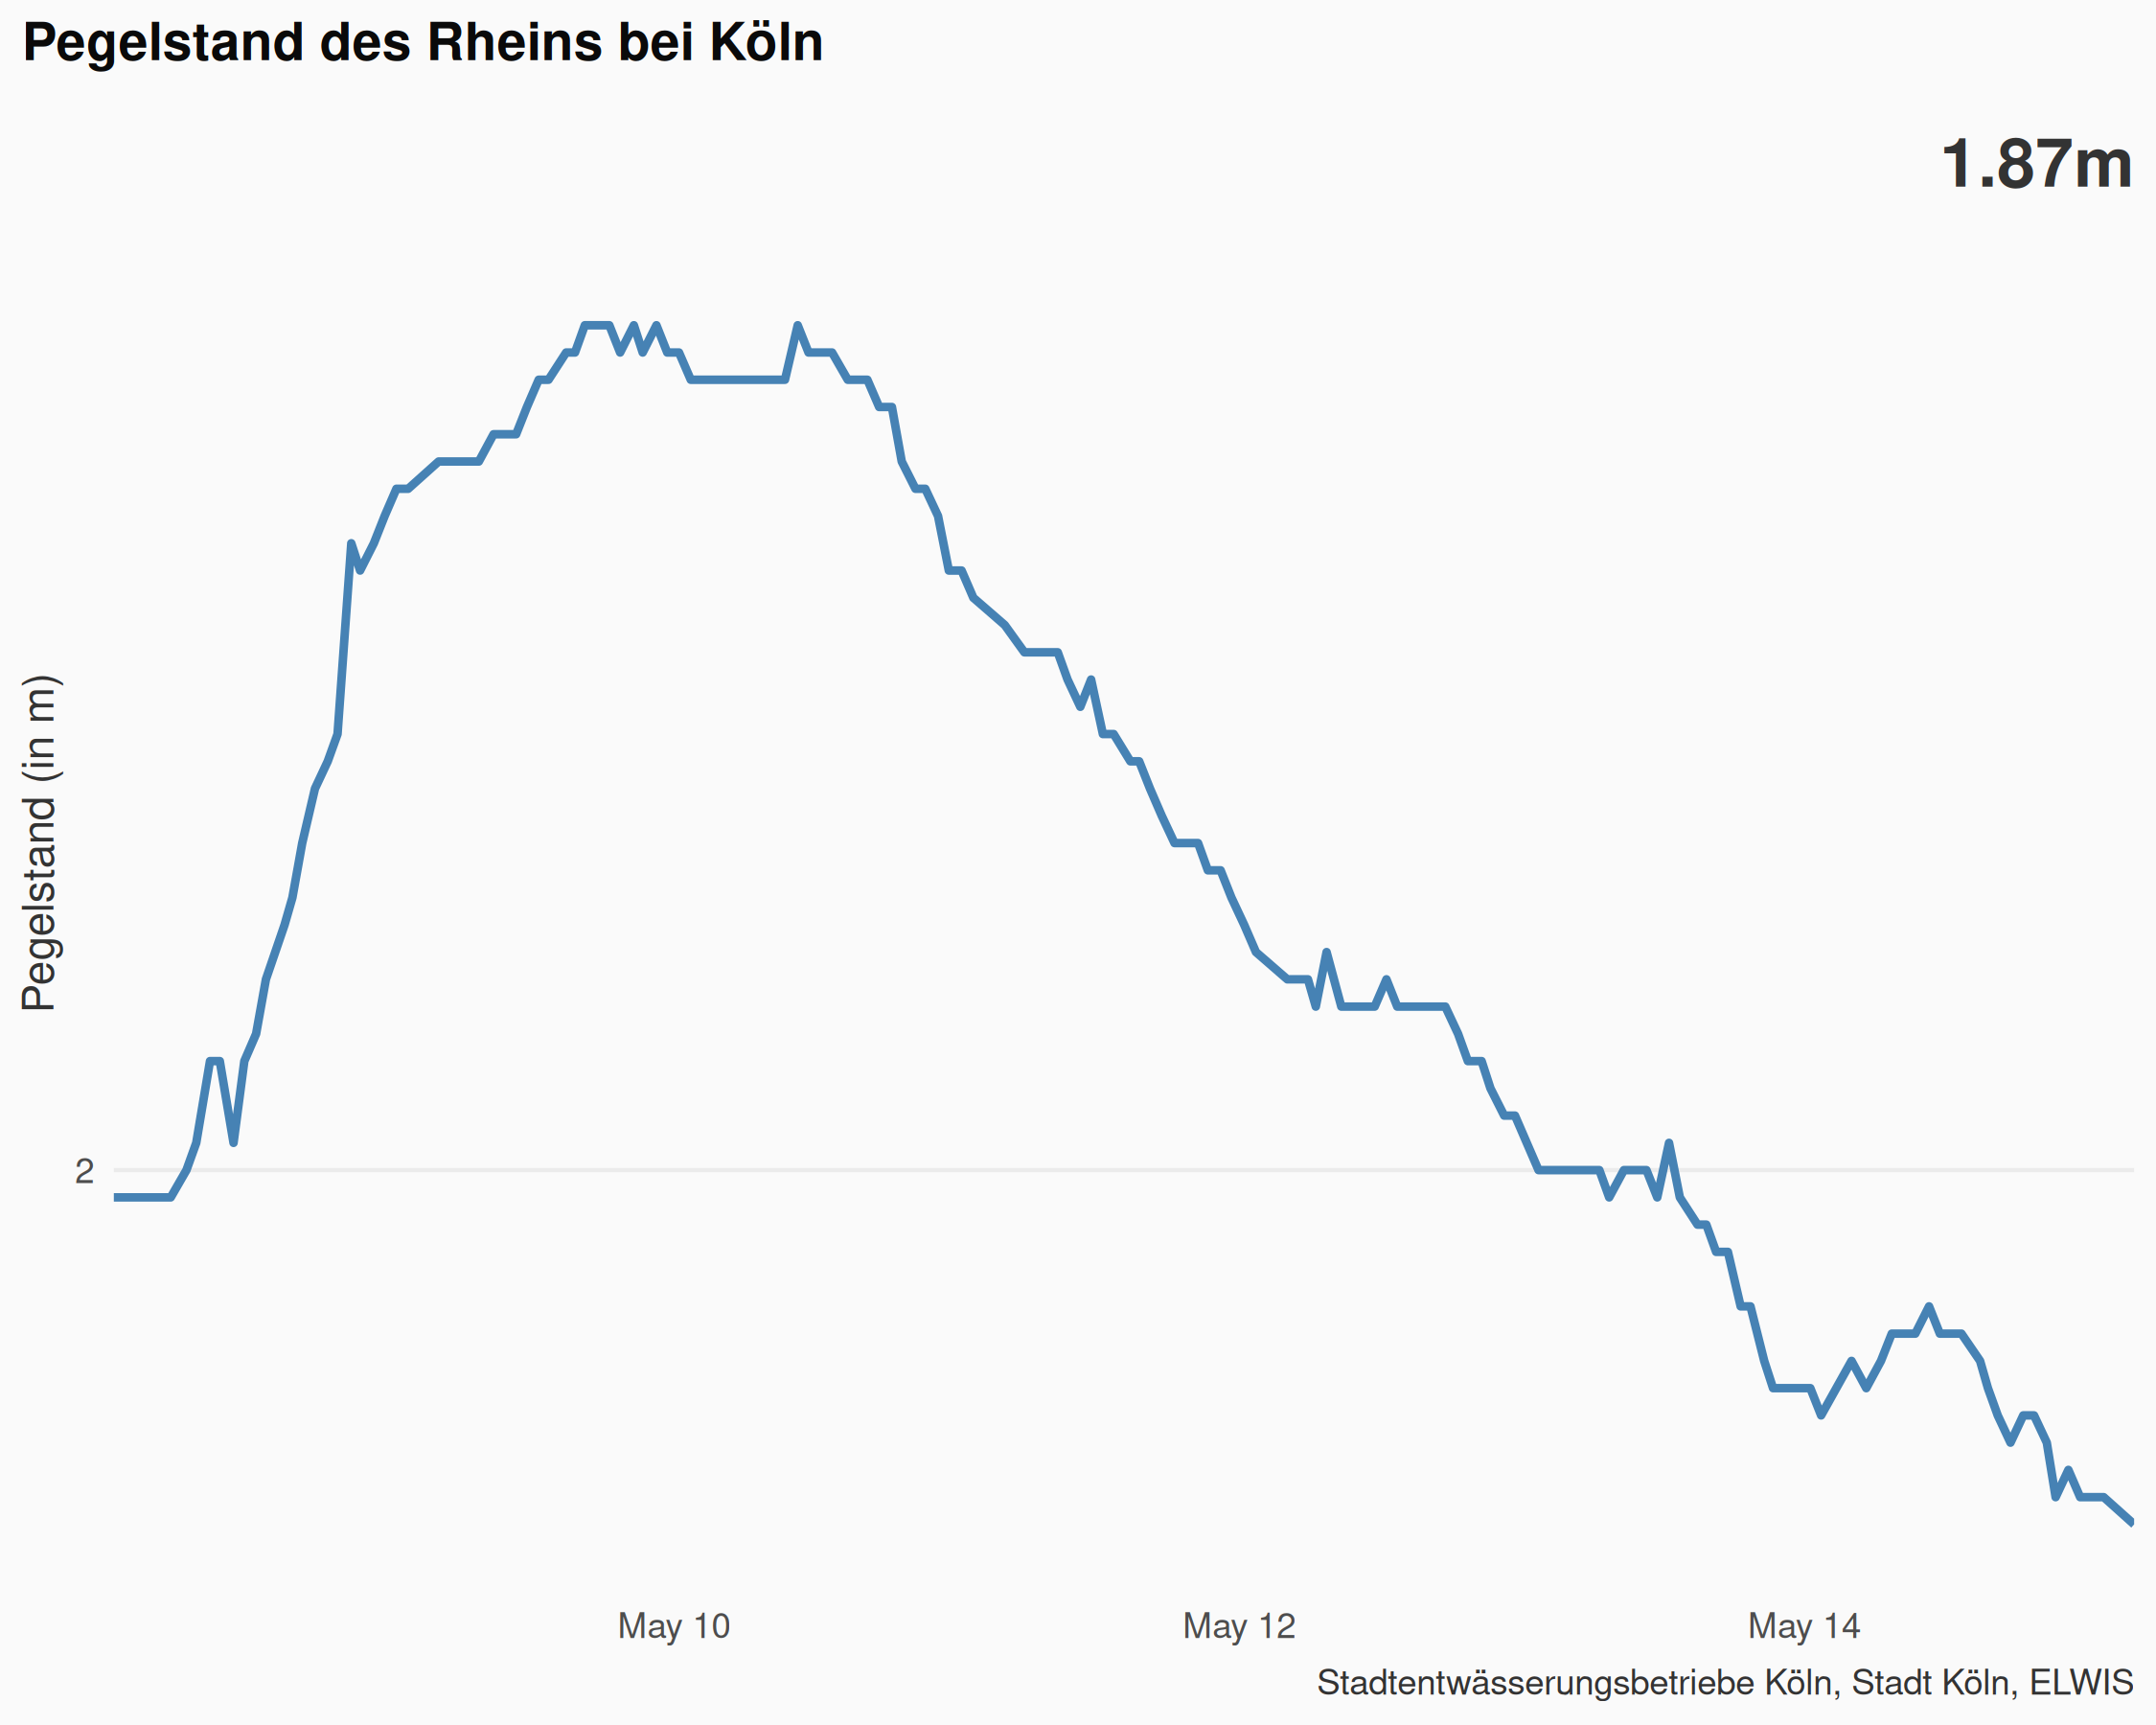 Pegelstand des Rheins bei Köln
1.87m
Pegelstand (in m)
2
May 10
May 12
May 14
Stadtentwässerungsbetriebe Köln, Stadt Köln, ELWIS